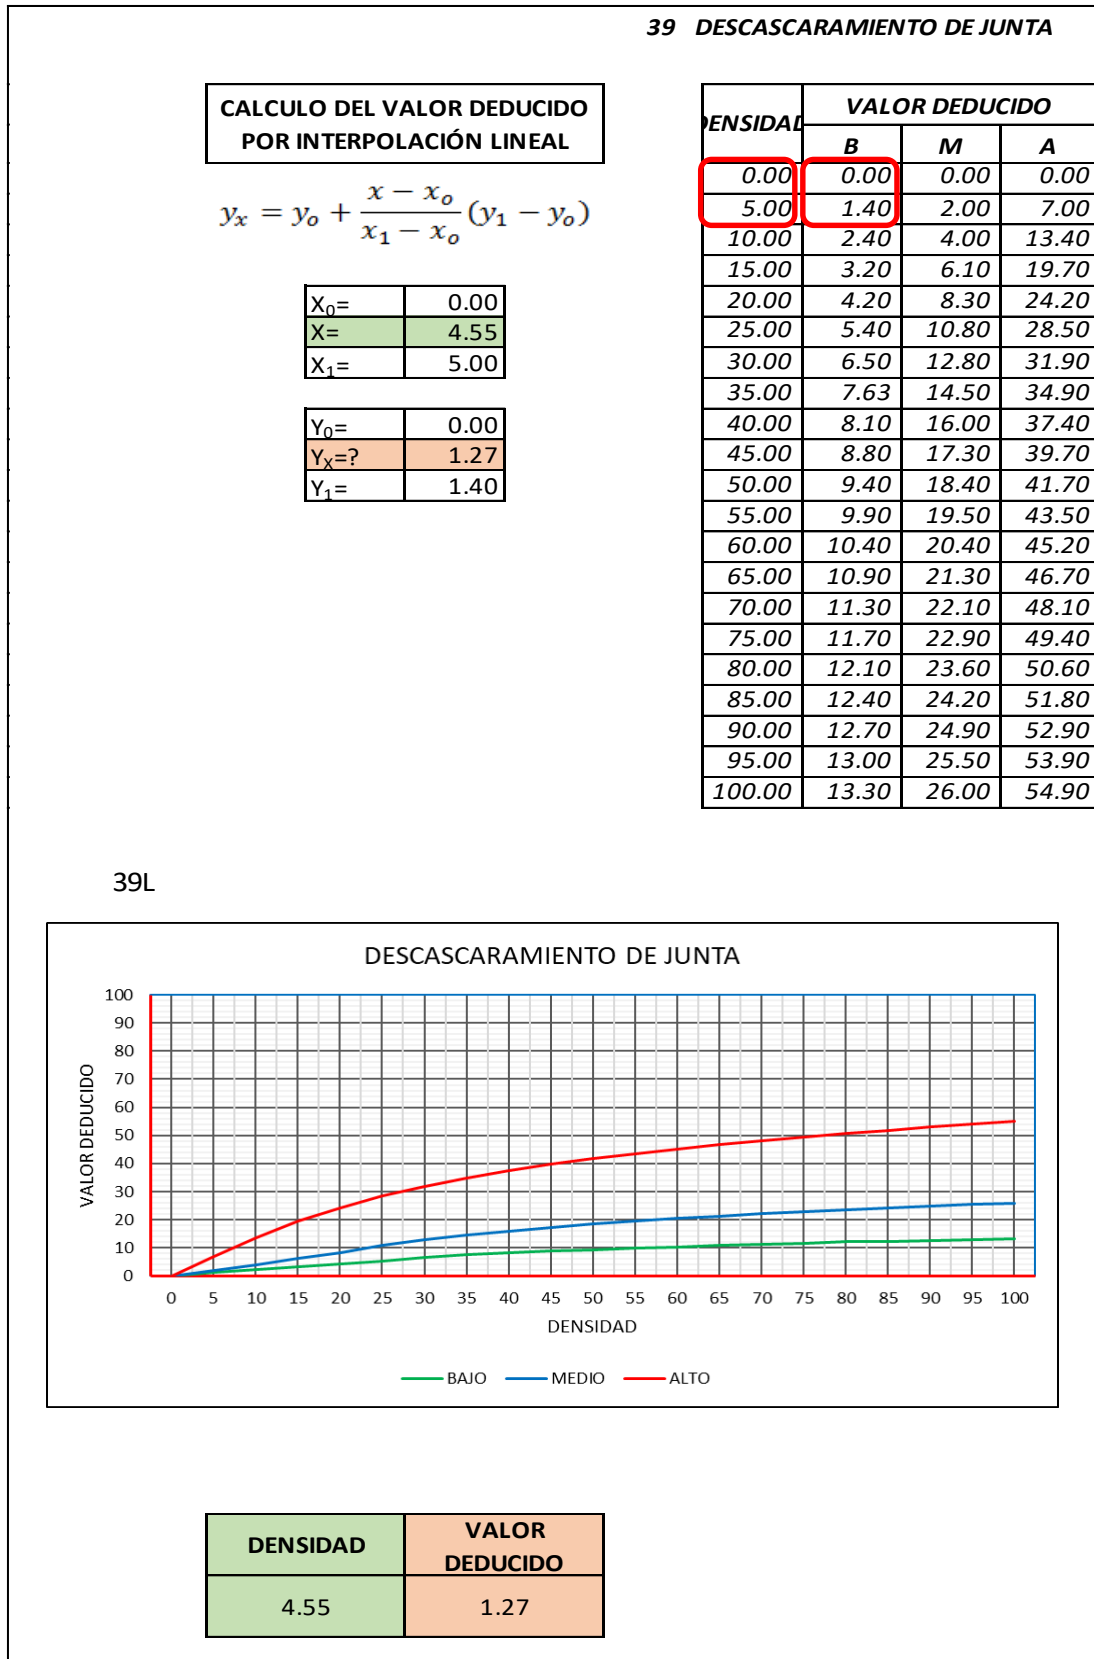 39 DESCASCARAMIENTO DE JUNTA
CALCULO DEL VALOR DEDUCIDO
POR INTERPOLACIÓN LINEAL
y_x = y_o + \frac{x - x_o}{x_1 - x_o}(y_1 - y_o)
X0= 0.00
X= 4.55
X1= 5.00
Y0= 0.00
YX=? 1.27
Y1= 1.40
DENSIDAD VALOR DEDUCIDO
B M A
0.00 0.00 0.00 0.00
5.00 1.40 2.00 7.00
10.00 2.40 4.00 13.40
15.00 3.20 6.10 19.70
20.00 4.20 8.30 24.20
25.00 5.40 10.80 28.50
30.00 6.50 12.80 31.90
35.00 7.63 14.50 34.90
40.00 8.10 16.00 37.40
45.00 8.80 17.30 39.70
50.00 9.40 18.40 41.70
55.00 9.90 19.50 43.50
60.00 10.40 20.40 45.20
65.00 10.90 21.30 46.70
70.00 11.30 22.10 48.10
75.00 11.70 22.90 49.40
80.00 12.10 23.60 50.60
85.00 12.40 24.20 51.80
90.00 12.70 24.90 52.90
95.00 13.00 25.50 53.90
100.00 13.30 26.00 54.90
39L
DESCASCARAMIENTO DE JUNTA
VALOR DEDUCIDO
100
90
80
70
60
50
40
30
20
10
0
0 5 10 15 20 25 30 35 40 45 50 55 60 65 70 75 80 85 90 95 100
DENSIDAD
BAJO MEDIO ALTO
DENSIDAD VALOR
DEDUCIDO
4.55 1.27